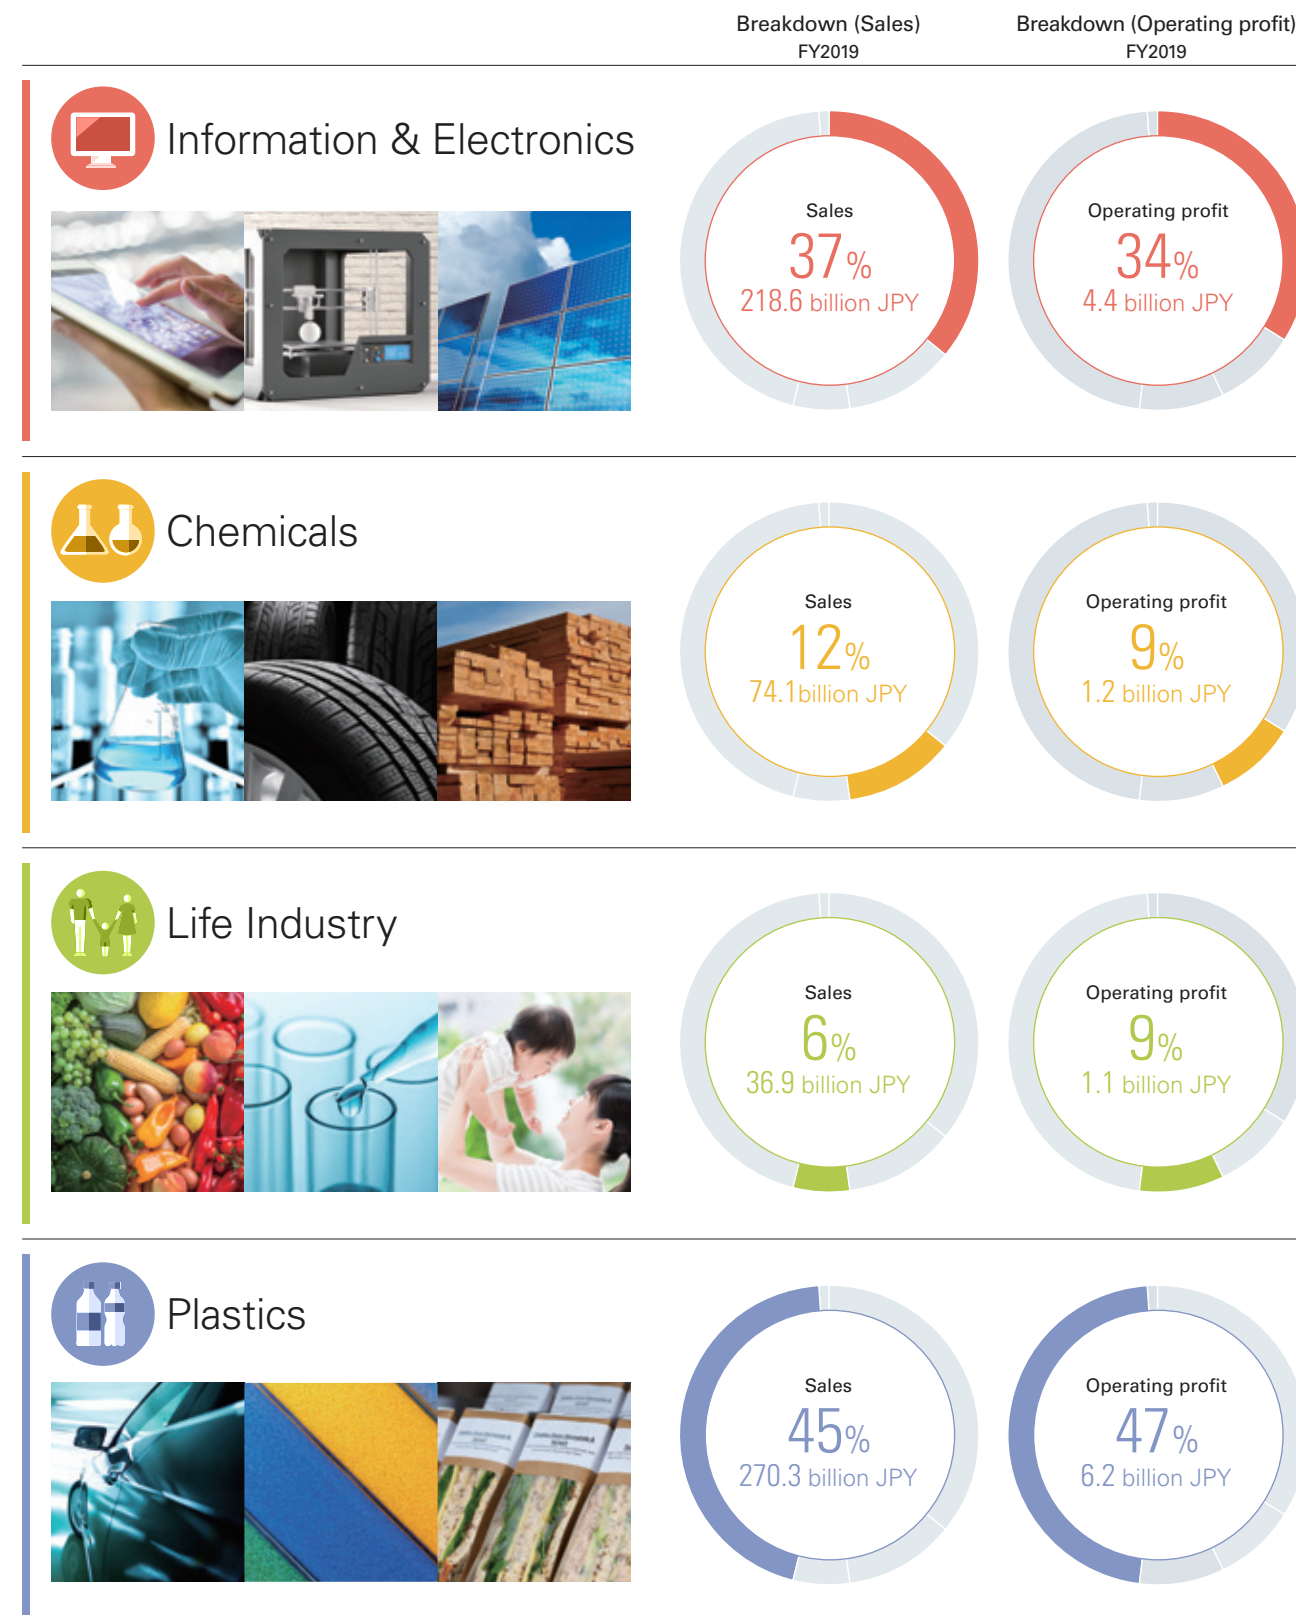 Breakdown (Sales)
FY2019
Breakdown (Operating profit)
FY2019
Information & Electronics
Sales
37%
218.6 billion JPY
Operating profit
34%
4.4 billion JPY
Chemicals
Sales
12%
74.1billion JPY
Operating profit
9%
1.2 billion JPY
Life Industry
Sales
6%
36.9 billion JPY
Operating profit
9%
1.1 billion JPY
Plastics
Sales
45%
270.3 billion JPY
Operating profit
47%
6.2 billion JPY